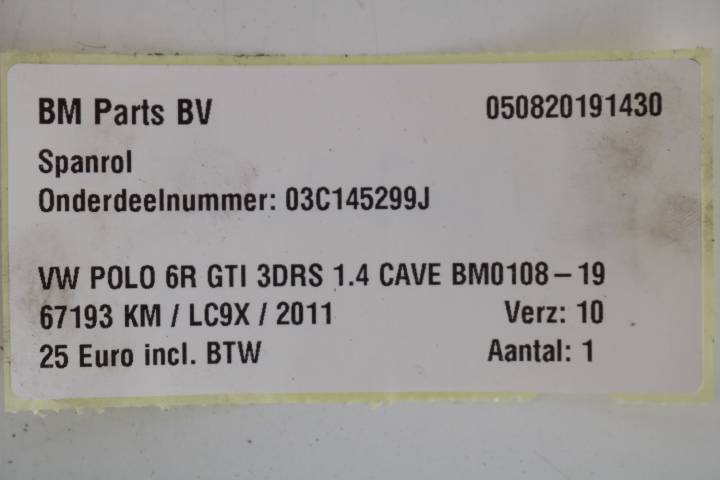 BM Parts BV 050820191430
Spanrol
Onderdeelnummer: 03C145299J
VW POLO 6R GTI 3DRS 1.4 CAVE BM0108-19
67193 KM / LC9X / 2011 Verz: 10
25 Euro incl. BTW Aantal: 1